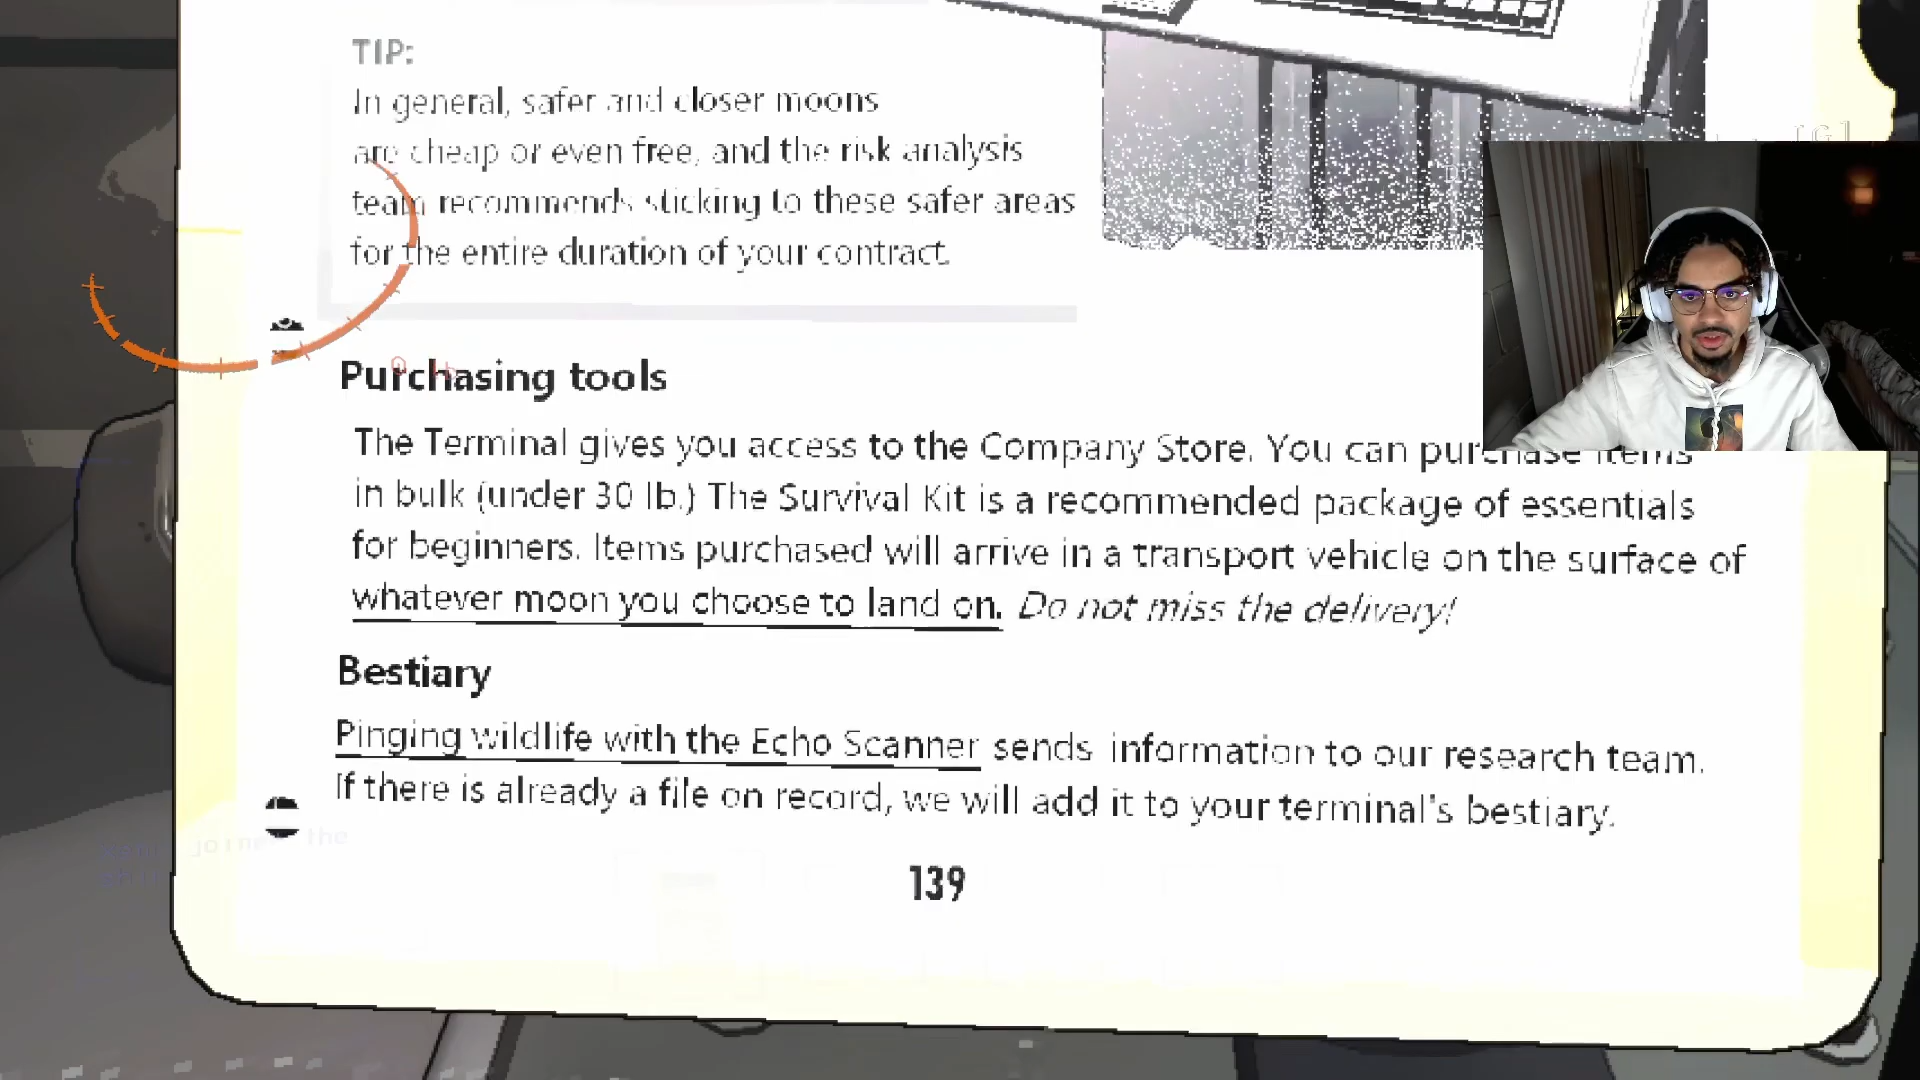 TIP:
In general, safer and closer moons
are cheap or even free, and the risk analysis
team recommends sticking to these safer areas
for the entire duration of your contract.
[G]
0 lb
Purchasing tools
The Terminal gives you access to the Company Store. You can purchase items
in bulk (under 30 lb.) The Survival Kit is a recommended package of essentials
for beginners. Items purchased will arrive in a transport vehicle on the surface of
whatever moon you choose to land on. Do not miss the delivery!
Bestiary
Pinging wildlife with the Echo Scanner sends information to our research team.
If there is already a file on record, we will add it to your terminal's bestiary.
joined the
139